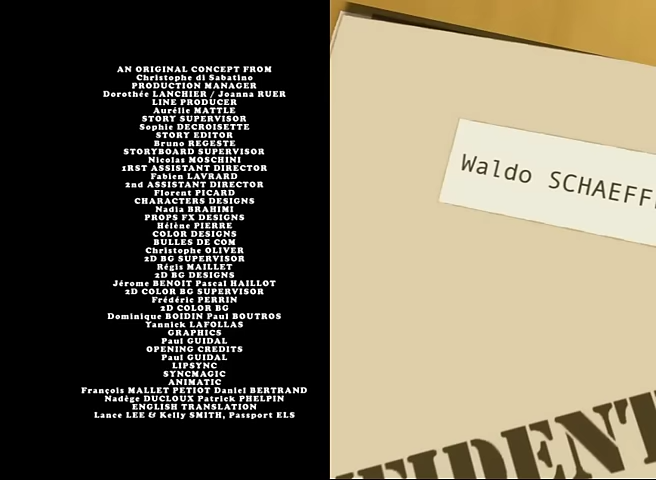 AN ORIGINAL CONCEPT FROM
Christophe di Sabatino
PRODUCTION MANAGER
Dorothée LANCHIER / Joanna RUER
LINE PRODUCER
Aurélie MATTLE
STORY SUPERVISOR
Sophie DECROISETTE
STORY EDITOR
Bruno REGESTE
STORYBOARD SUPERVISOR
Nicolas MOSCHINI
1RST ASSISTANT DIRECTOR
Fabien LAVRARD
2nd ASSISTANT DIRECTOR
Florent PICARD
CHARACTERS DESIGNS
Nadia BRAHIMI
PROPS FX DESIGNS
Hélène PIERRE
COLOR DESIGNS
BULLES DE COM
Christophe OLIVER
2D BG SUPERVISOR
Régis MAILLET
2D BG DESIGNS
Jérome BENOIT Pascal HAILLOT
2D COLOR BG SUPERVISOR
Frédéric PERRIN
2D COLOR BG
Dominique BOIDIN Paul BOUTROS
Yannick LAFOLLAS
GRAPHICS
Paul GUIDAL
OPENING CREDITS
Paul GUIDAL
LIPSYNC
SYNCMAGIC
ANIMATIC
François MALLET PETIOT Daniel BERTRAND
Nadège DUCLOUX Patrick PHELPIN
ENGLISH TRANSLATION
Lance LEE & Kelly SMITH, Passport ELS
Waldo SCHAEFF
FIDENT